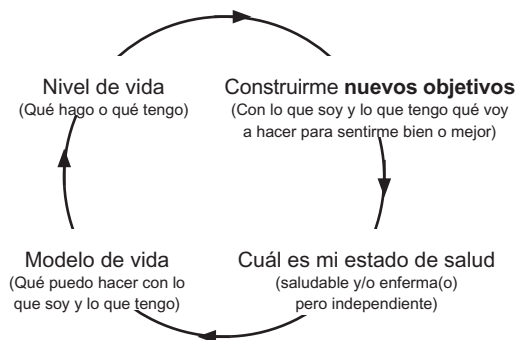 Nivel de vida
(Qué hago o qué tengo)
Construirme nuevos objetivos
(Con lo que soy y lo que tengo qué voy
a hacer para sentirme bien o mejor)
Modelo de vida
(Qué puedo hacer con lo
que soy y lo que tengo)
Cuál es mi estado de salud
(saludable y/o enferma(o)
pero independiente)